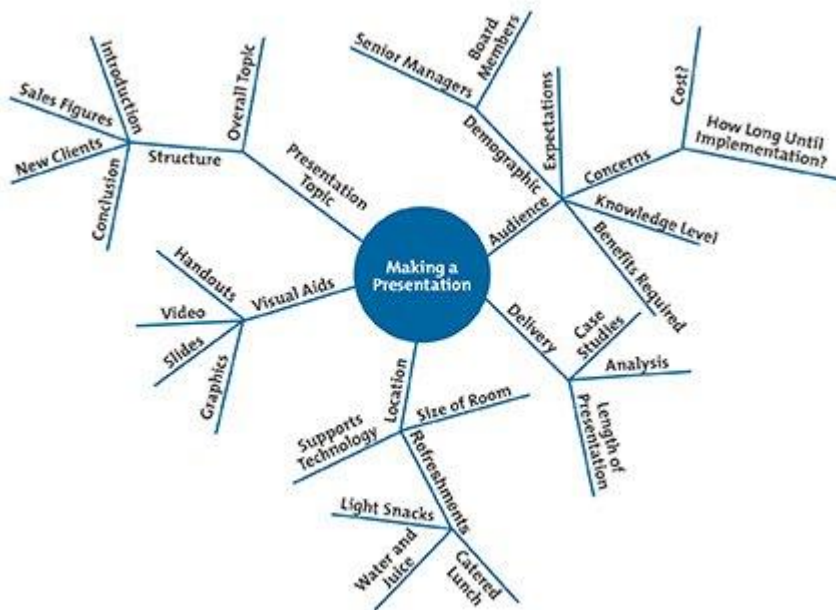 Making a
Presentation
Presentation
Topic
Overall Topic
Structure
Introduction
Sales Figures
New Clients
Conclusion
Audience
Demographic
Senior Managers
Board
Members
Expectations
Concerns
Cost?
How Long Until
Implementation?
Knowledge Level
Benefits Required
Delivery
Case
Studies
Analysis
Length of
Presentation
Location
Size of Room
Supports
Technology
Refreshments
Light Snacks
Water and
Juice
Catered
Lunch
Visual Aids
Handouts
Video
Slides
Graphics